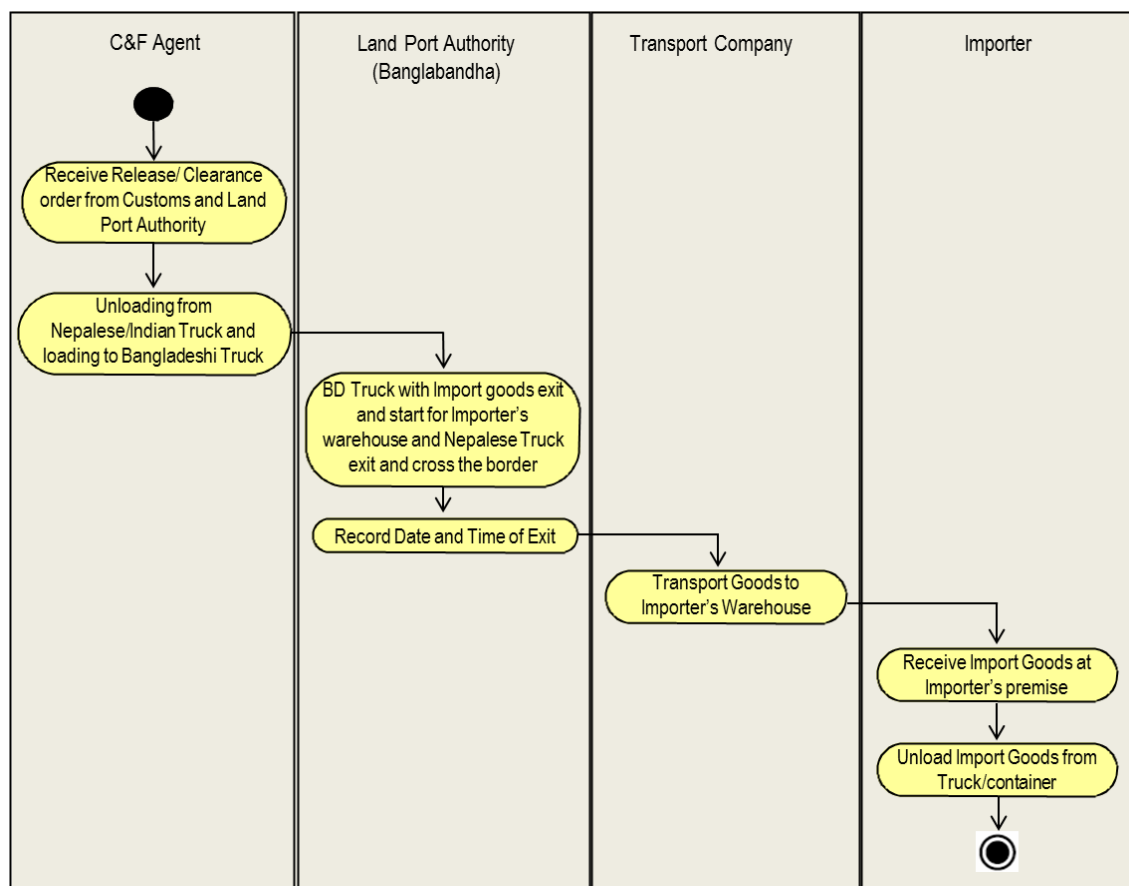 C&F Agent
Land Port Authority
(Banglabandha)
Transport Company
Importer
Receive Release/ Clearance
order from Customs and Land
Port Authority
Unloading from
Nepalese/Indian Truck and
loading to Bangladeshi Truck
BD Truck with Import goods exit
and start for Importer’s
warehouse and Nepalese Truck
exit and cross the border
Record Date and Time of Exit
Transport Goods to
Importer’s Warehouse
Receive Import Goods at
Importer’s premise
Unload Import Goods from
Truck/container